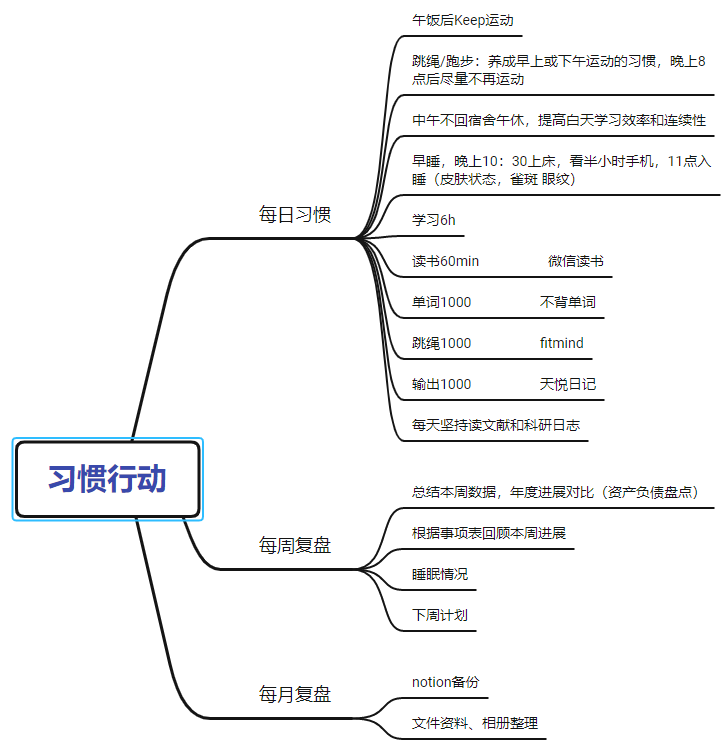 习惯行动
每日习惯
午饭后Keep运动
跳绳/跑步：养成早上或下午运动的习惯，晚上8
点后尽量不再运动
中午不回宿舍午休，提高白天学习效率和连续性
早睡，晚上10：30上床，看半小时手机，11点入
睡（皮肤状态，雀斑 眼纹）
学习6h
读书60min 微信读书
单词1000 不背单词
跳绳1000 fitmind
输出1000 天悦日记
每天坚持读文献和科研日志
每周复盘
总结本周数据，年度进展对比（资产负债盘点）
根据事项表回顾本周进展
睡眠情况
下周计划
每月复盘
notion备份
文件资料、相册整理